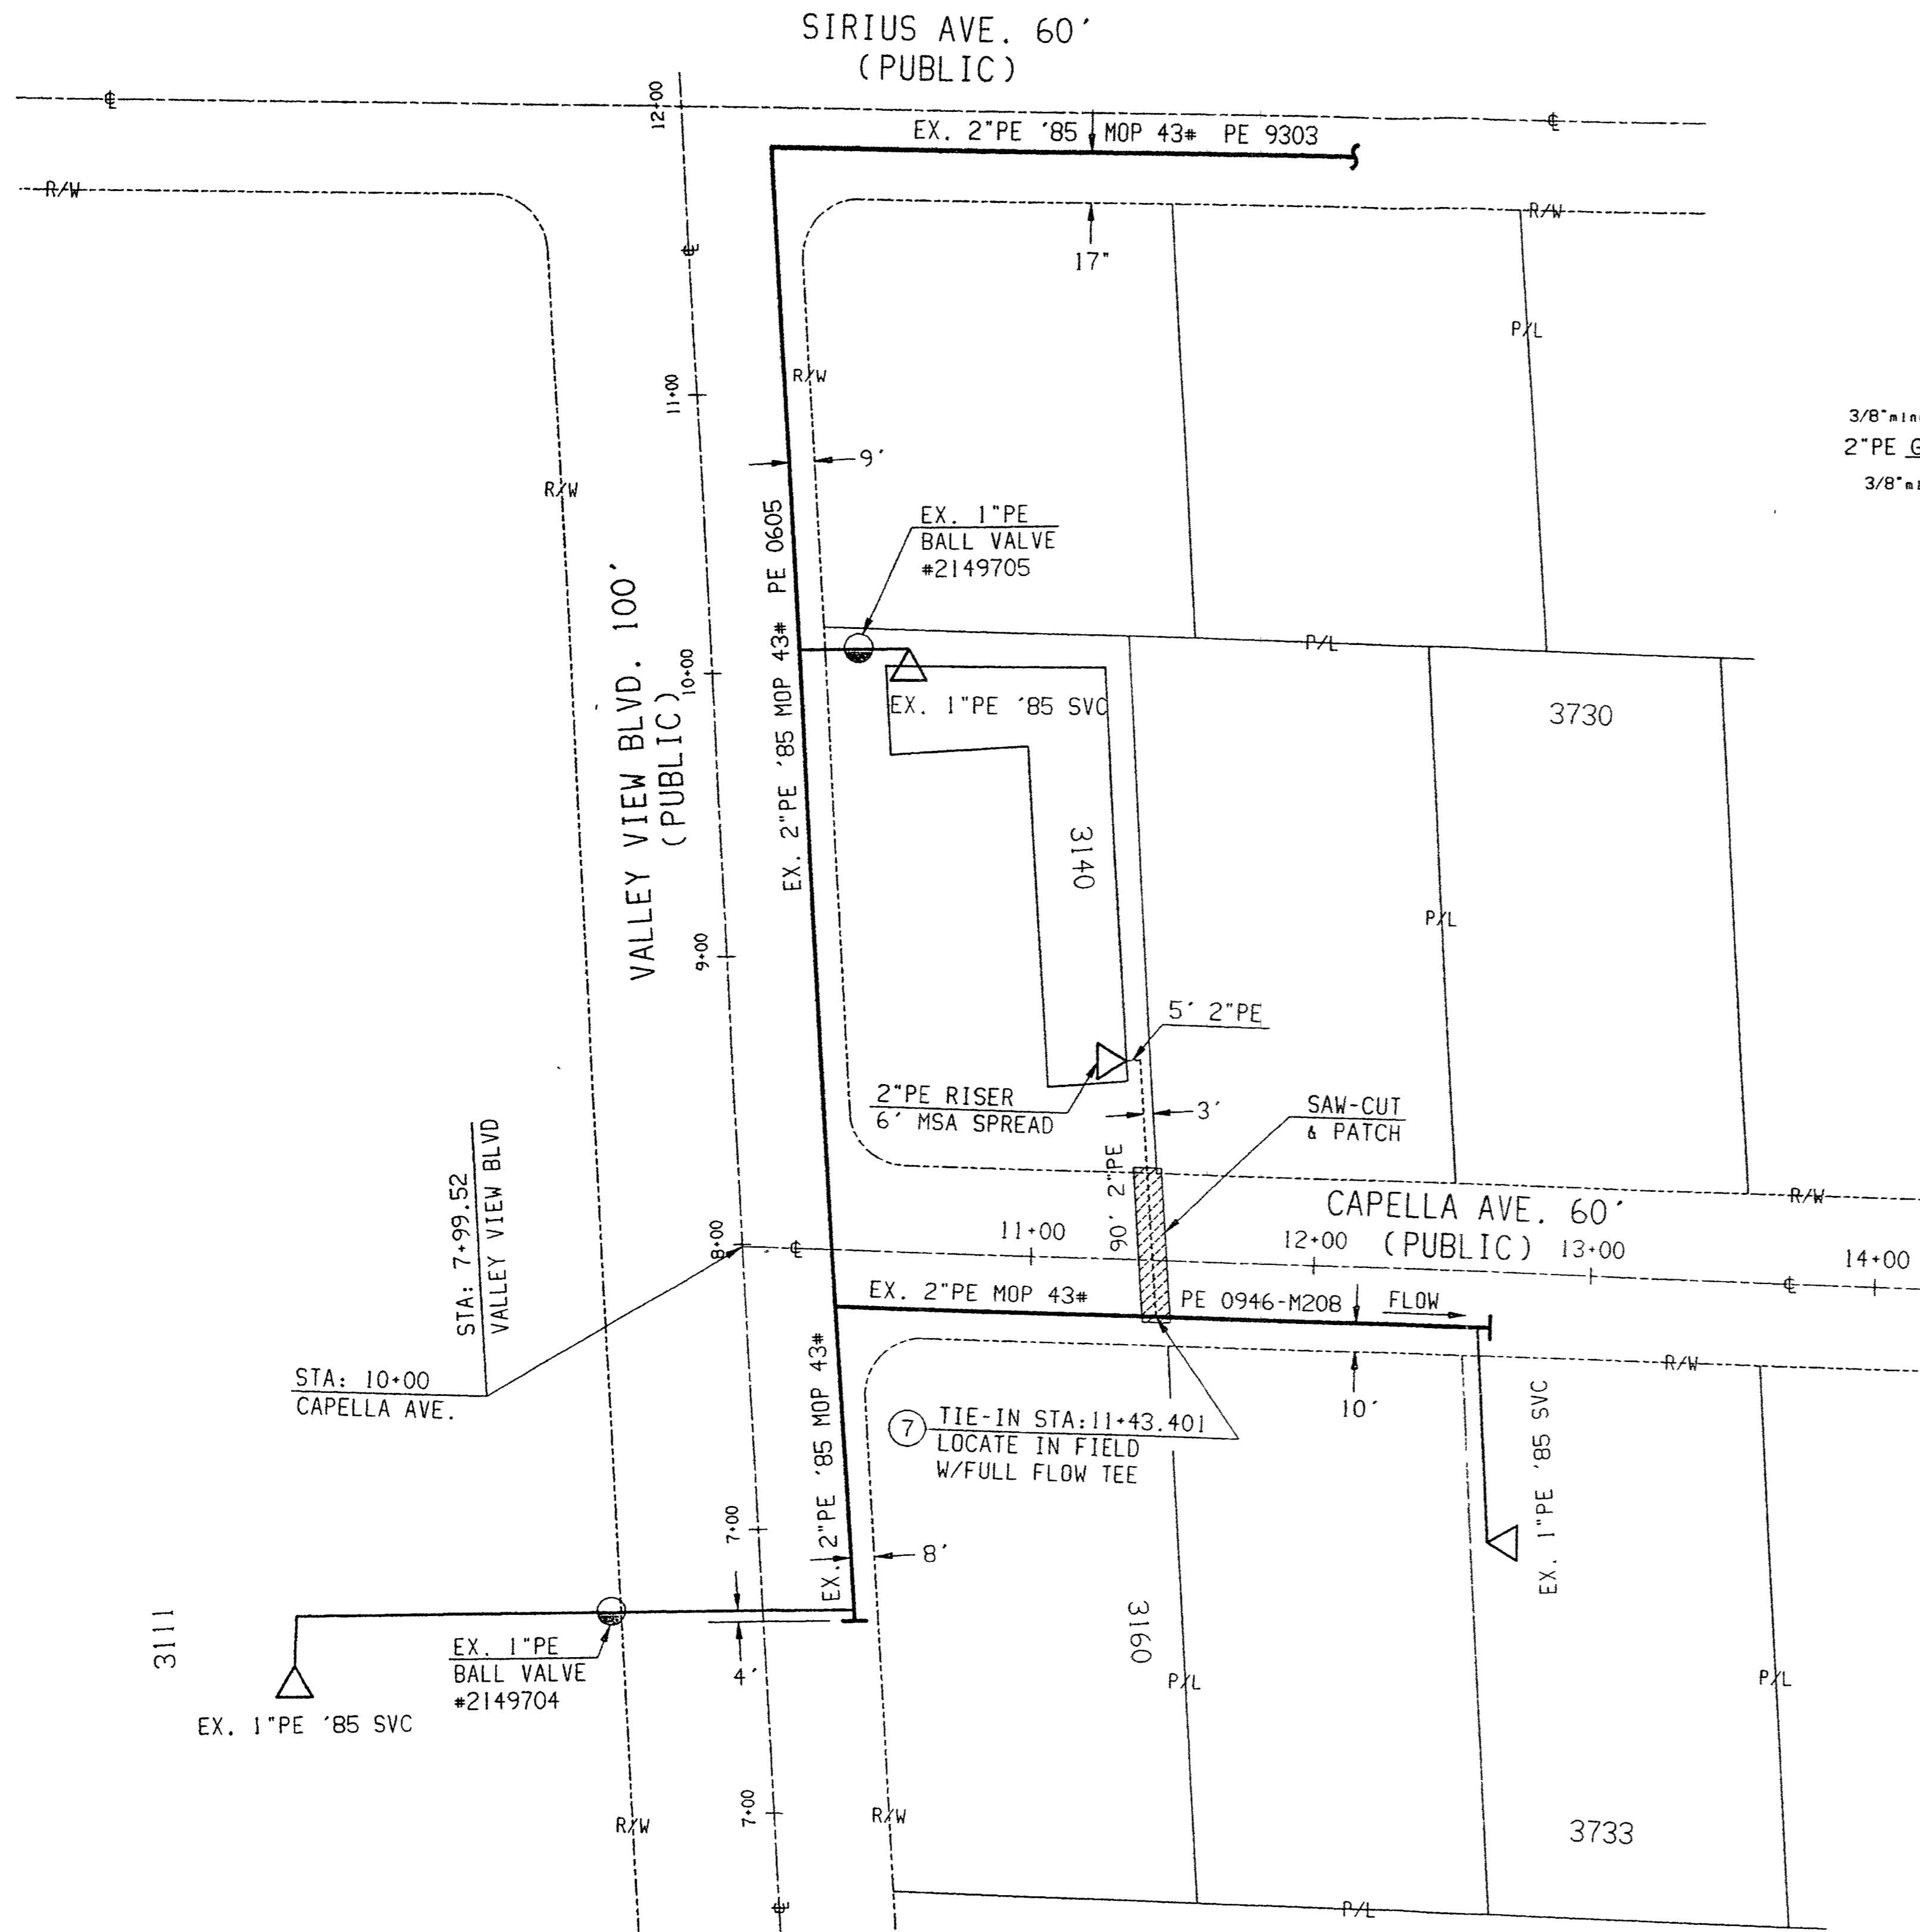 SIRIUS AVE. 60'
(PUBLIC)
℄
12+00
℄
EX. 2"PE '85 MOP 43# PE 9303
R/W
R/W
℄
17"
P/L
R/W
11+00
9'
R/W
3/8"
2"PE
3/8"
EX. 1"PE
BALL VALVE
#2149705
VALLEY VIEW BLVD. 100'
(PUBLIC)
EX. 2"PE '85 MOP 43# PE 0605
10+00
P/L
EX. 1"PE '85 SVC
3730
3140
P/L
9+00
5' 2"PE
2"PE RISER
6' MSA SPREAD
3'
SAW-CUT
& PATCH
90' 2"PE
STA: 7+99.52
VALLEY VIEW BLVD
CAPELLA AVE. 60'
(PUBLIC)
R/W
8+00
℄
11+00
12+00
13+00
14+00
℄
EX. 2"PE MOP 43# PE 0946-M208
FLOW
STA: 10+00
CAPELLA AVE.
EX. 2"PE '85 MOP 43#
R/W
10'
7
TIE-IN STA:11+43.401
LOCATE IN FIELD
W/FULL FLOW TEE
EX. 1"PE '85 SVC
7+00
8'
3111
EX. 1"PE
BALL VALVE
#2149704
4'
3160
P/L
P/L
EX. 1"PE '85 SVC
7+00
R/W
R/W
3733
℄
P/L